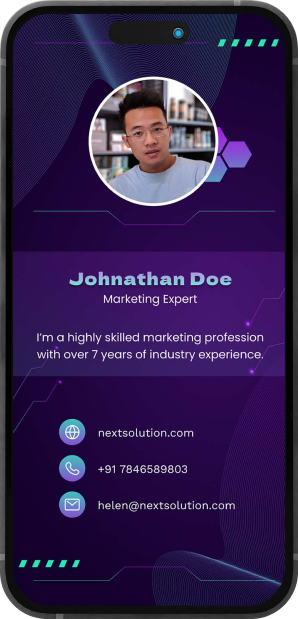 Johnathan Doe
Marketing Expert
I'm a highly skilled marketing profession
with over 7 years of industry experience.
nextsolution.com
+91 7846589803
helen@nextsolution.com